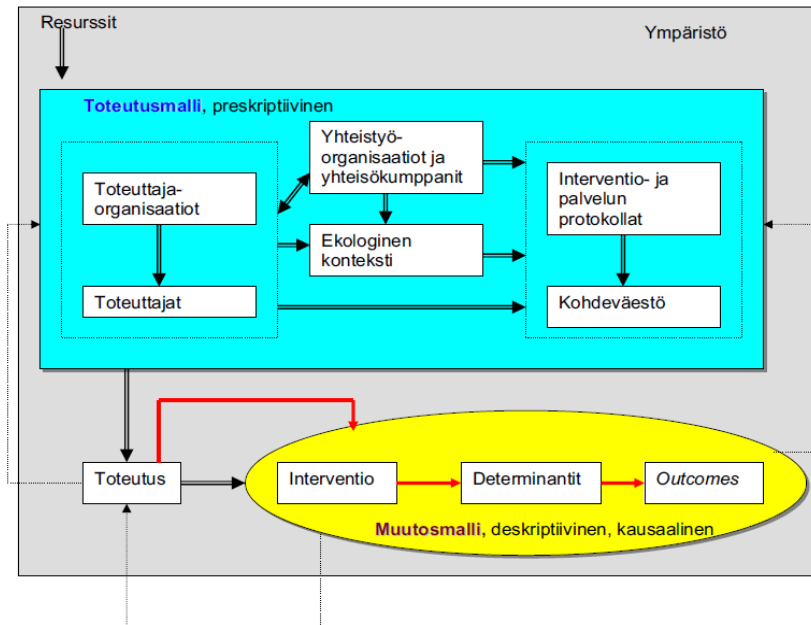 Resurssit
Ympäristö
Toteutusmalli, preskriptiivinen
Yhteistyö-
organisaatiot ja
yhteisökumppanit
Toteuttaja-
organisaatiot
Interventio- ja
palvelun
protokollat
Ekologinen
konteksti
Toteuttajat
Kohdeväestö
Toteutus
Interventio
Determinantit
Outcomes
Muutosmalli, deskriptiivinen, kausaalinen